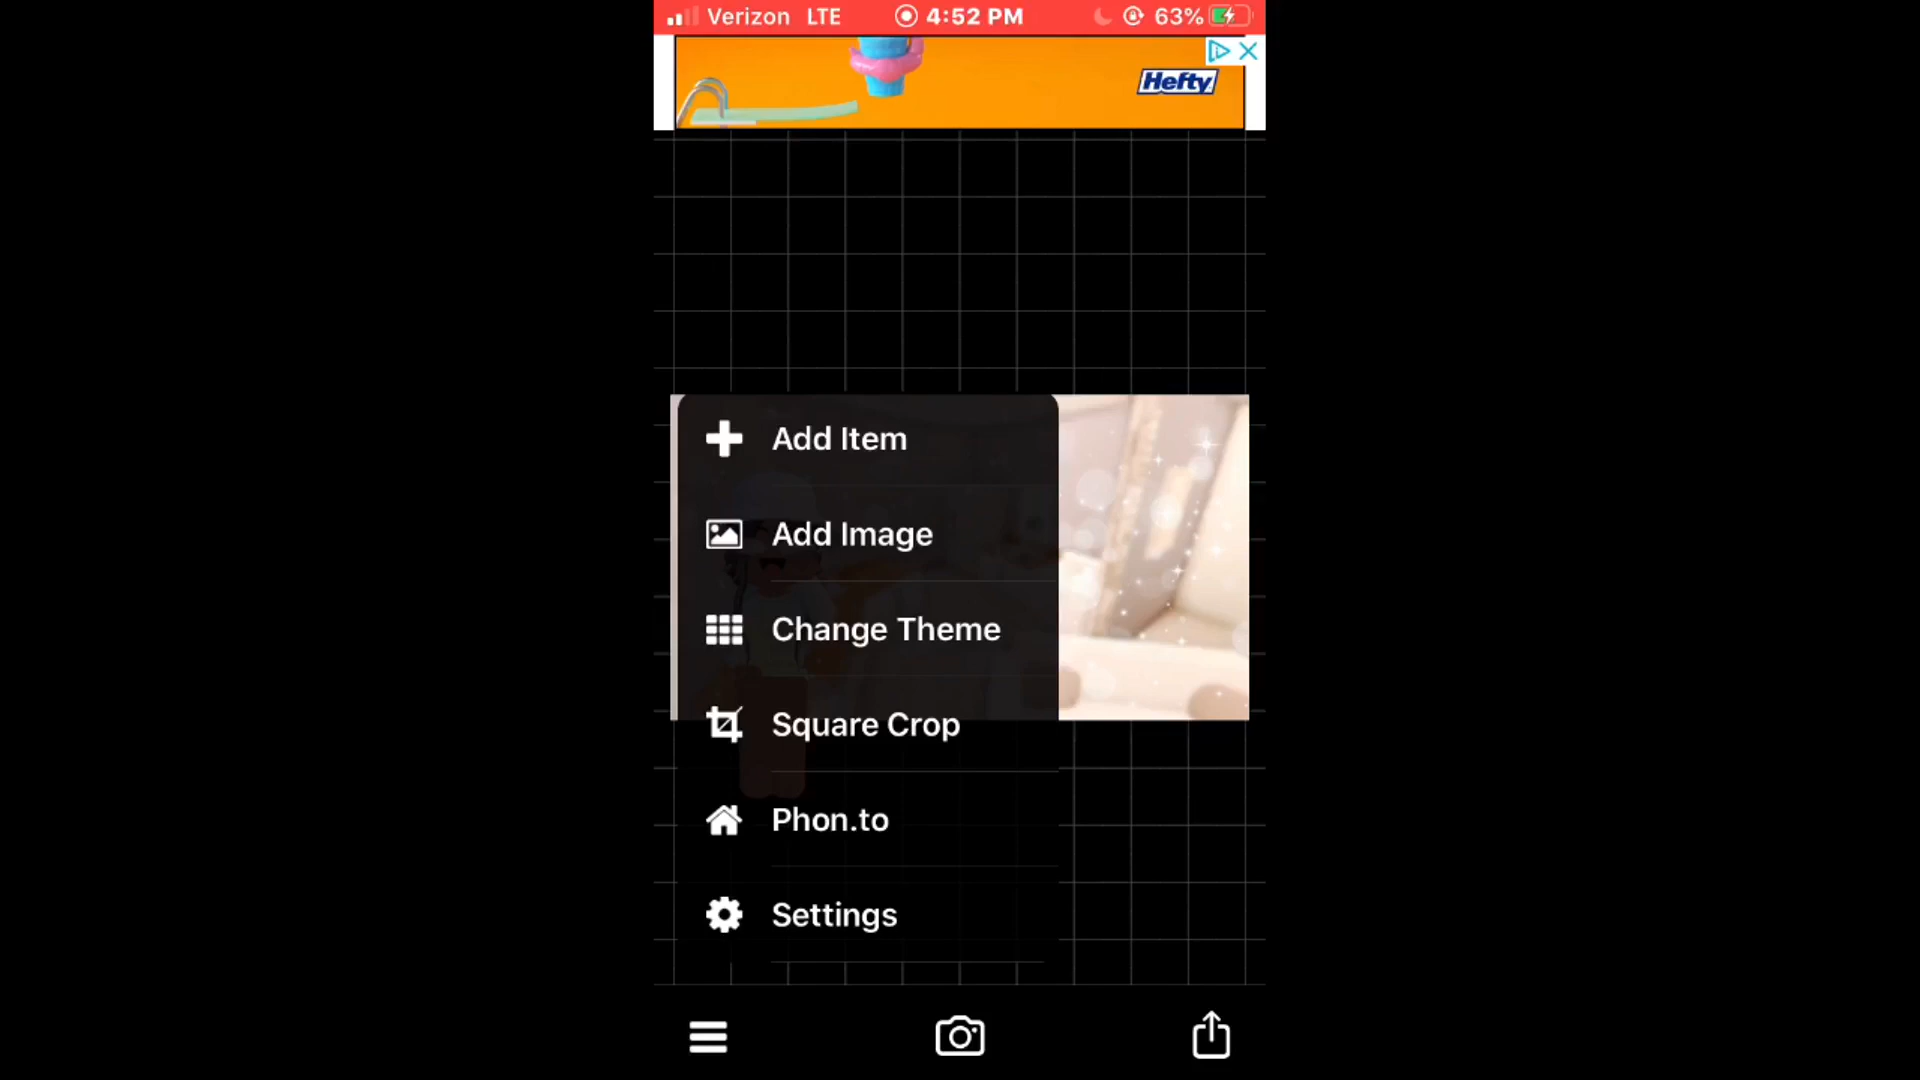 Verizon LTE 4:52 PM 63%
Hefty
Add Item
Add Image
Change Theme
Square Crop
Phon.to
Settings